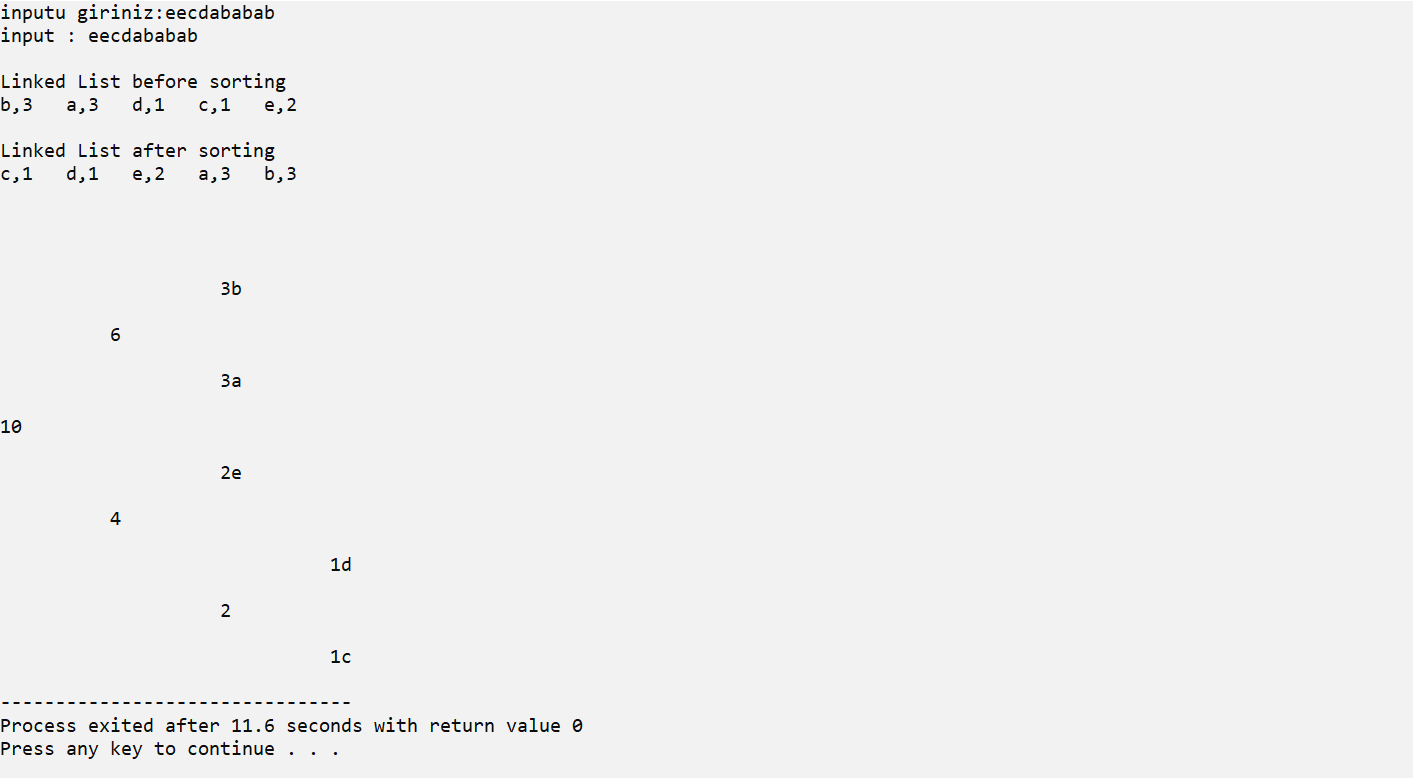 inputu giriniz:eecdababab
input : eecdababab
Linked List before sorting
b,3   a,3   d,1   c,1   e,2
Linked List after sorting
c,1   d,1   e,2   a,3   b,3
3b
6
3a
10
2e
4
1d
2
1c
--------------------------------
Process exited after 11.6 seconds with return value 0
Press any key to continue . . .